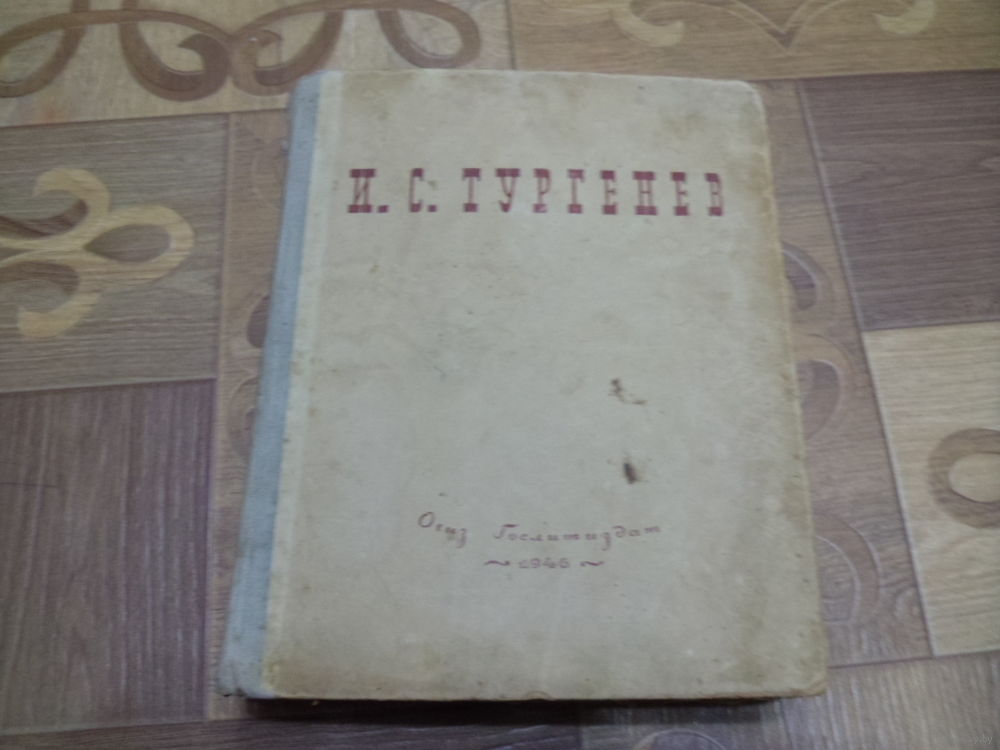 И. С. ТУРГЕНЕВ
Огиз Гослитиздат
~ 1946 ~